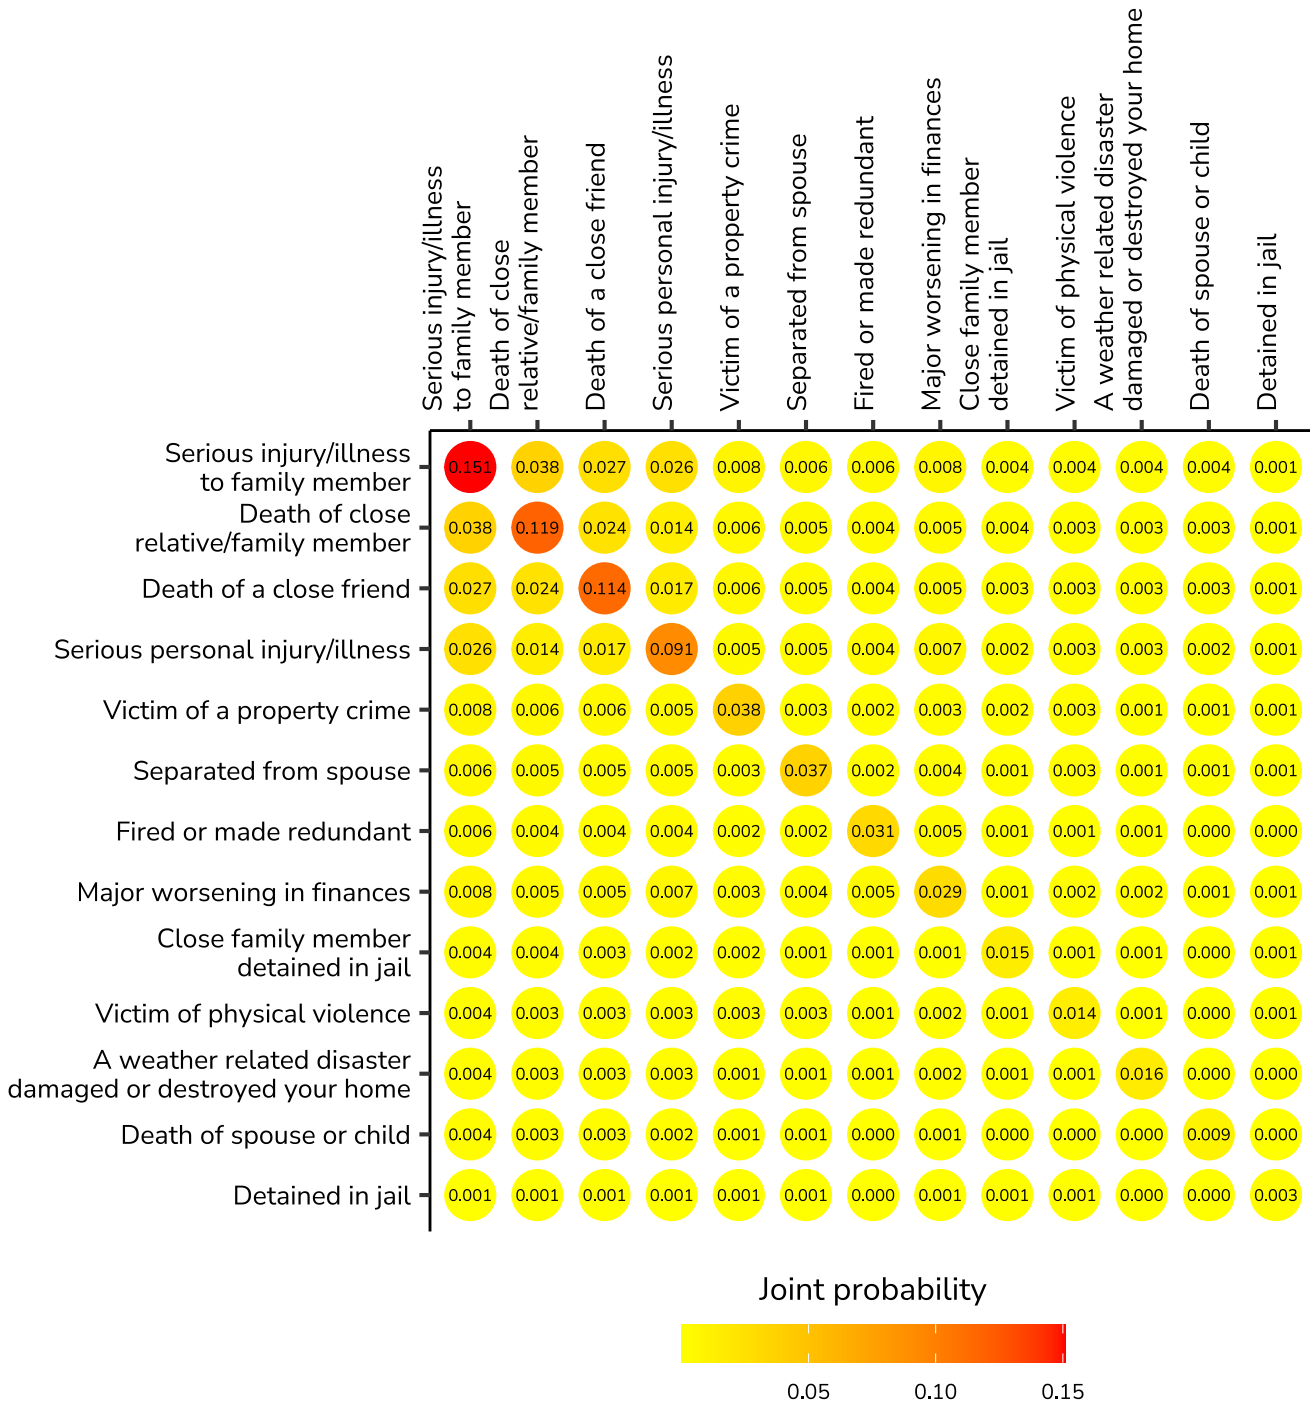 Serious injury/illness
to family member
Death of close
relative/family member
Death of a close friend
Serious personal injury/illness
Victim of a property crime
Separated from spouse
Fired or made redundant
Major worsening in finances
Close family member
detained in jail
Victim of physical violence
A weather related disaster
damaged or destroyed your home
Death of spouse or child
Detained in jail
Serious injury/illness
to family member
0.151 0.038 0.027 0.026 0.008 0.006 0.006 0.008 0.004 0.004 0.004 0.004 0.001
Death of close
relative/family member
0.038 0.119 0.024 0.014 0.006 0.005 0.004 0.005 0.004 0.003 0.003 0.003 0.001
Death of a close friend
0.027 0.024 0.114 0.017 0.006 0.005 0.004 0.005 0.003 0.003 0.003 0.003 0.001
Serious personal injury/illness
0.026 0.014 0.017 0.091 0.005 0.005 0.004 0.007 0.002 0.003 0.003 0.002 0.001
Victim of a property crime
0.008 0.006 0.006 0.005 0.038 0.003 0.002 0.003 0.002 0.003 0.001 0.001 0.001
Separated from spouse
0.006 0.005 0.005 0.005 0.003 0.037 0.002 0.004 0.001 0.003 0.001 0.001 0.001
Fired or made redundant
0.006 0.004 0.004 0.004 0.002 0.002 0.031 0.005 0.001 0.001 0.001 0.000 0.000
Major worsening in finances
0.008 0.005 0.005 0.007 0.003 0.004 0.005 0.029 0.001 0.002 0.002 0.001 0.001
Close family member
detained in jail
0.004 0.004 0.003 0.002 0.002 0.001 0.001 0.001 0.015 0.001 0.001 0.000 0.001
Victim of physical violence
0.004 0.003 0.003 0.003 0.003 0.003 0.001 0.002 0.001 0.014 0.001 0.000 0.001
A weather related disaster
damaged or destroyed your home
0.004 0.003 0.003 0.003 0.001 0.001 0.001 0.002 0.001 0.001 0.016 0.000 0.000
Death of spouse or child
0.004 0.003 0.003 0.002 0.001 0.001 0.000 0.001 0.000 0.000 0.000 0.009 0.000
Detained in jail
0.001 0.001 0.001 0.001 0.001 0.001 0.000 0.001 0.001 0.001 0.000 0.000 0.003
Joint probability
0.05 0.10 0.15